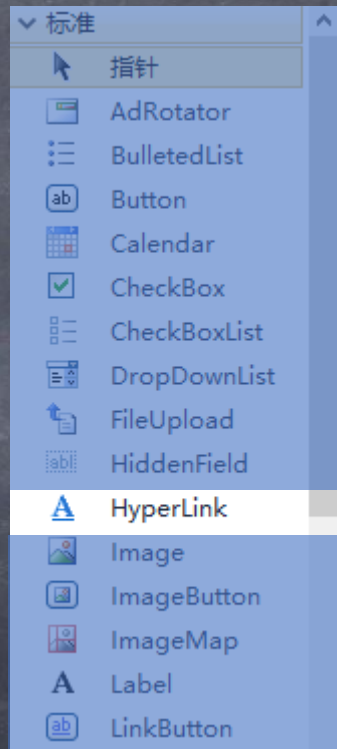 标准
指针
AdRotator
BulletedList
Button
Calendar
CheckBox
CheckBoxList
DropDownList
FileUpload
HiddenField
HyperLink
Image
ImageButton
ImageMap
Label
LinkButton